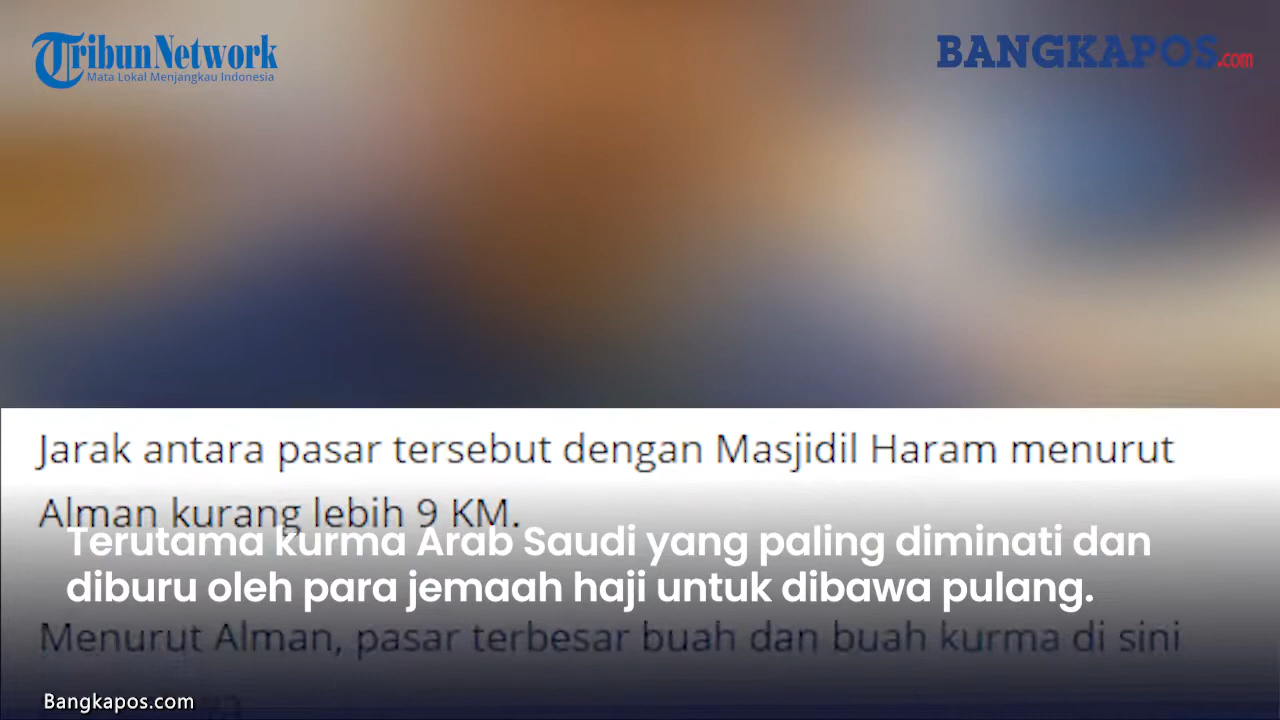 Tribun Network
Mata Lokal Menjangkau Indonesia
BANGKAPOS.com
Jarak antara pasar tersebut dengan Masjidil Haram menurut
Alman kurang lebih 9 KM.
Terutama kurma Arab Saudi yang paling diminati dan
diburu oleh para jemaah haji untuk dibawa pulang.
Menurut Alman, pasar terbesar buah dan buah kurma di sini
Bangkapos.com